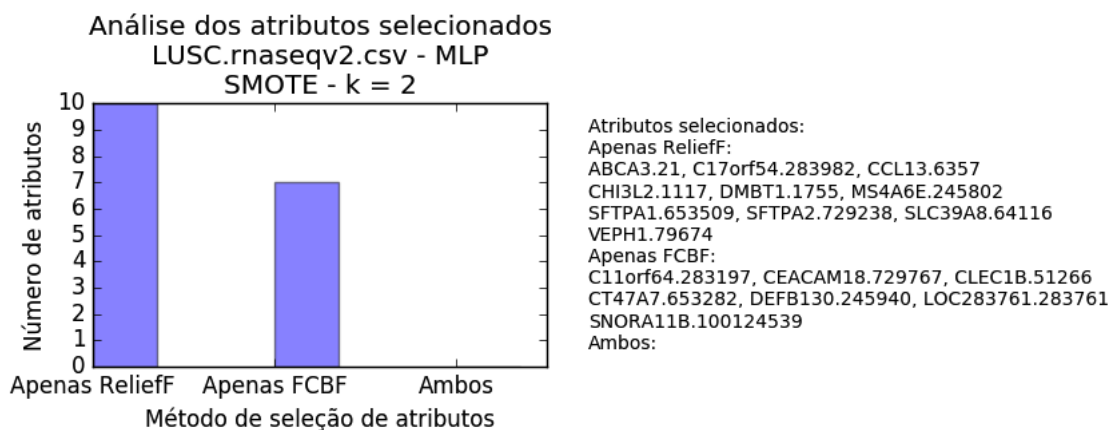 Análise dos atributos selecionados
LUSC.rnaseqv2.csv - MLP
SMOTE - k = 2
Número de atributos
10
9
8
7
6
5
4
3
2
1
0
Apenas ReliefF
Apenas FCBF
Ambos
Método de seleção de atributos
Atributos selecionados:
Apenas ReliefF:
ABCA3.21, C17orf54.283982, CCL13.6357
CHI3L2.1117, DMBT1.1755, MS4A6E.245802
SFTPA1.653509, SFTPA2.729238, SLC39A8.64116
VEPH1.79674
Apenas FCBF:
C11orf64.283197, CEACAM18.729767, CLEC1B.51266
CT47A7.653282, DEFB130.245940, LOC283761.283761
SNORA11B.100124539
Ambos: